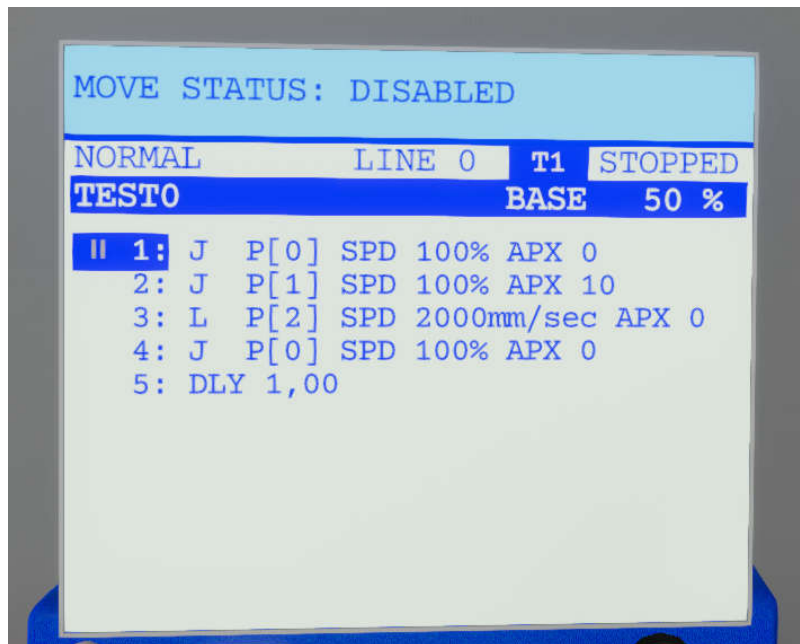 MOVE STATUS: DISABLED
NORMAL LINE 0 T1 STOPPED
TEST0 BASE 50 %
1: J P[0] SPD 100% APX 0
2: J P[1] SPD 100% APX 10
3: L P[2] SPD 2000mm/sec APX 0
4: J P[0] SPD 100% APX 0
5: DLY 1,00